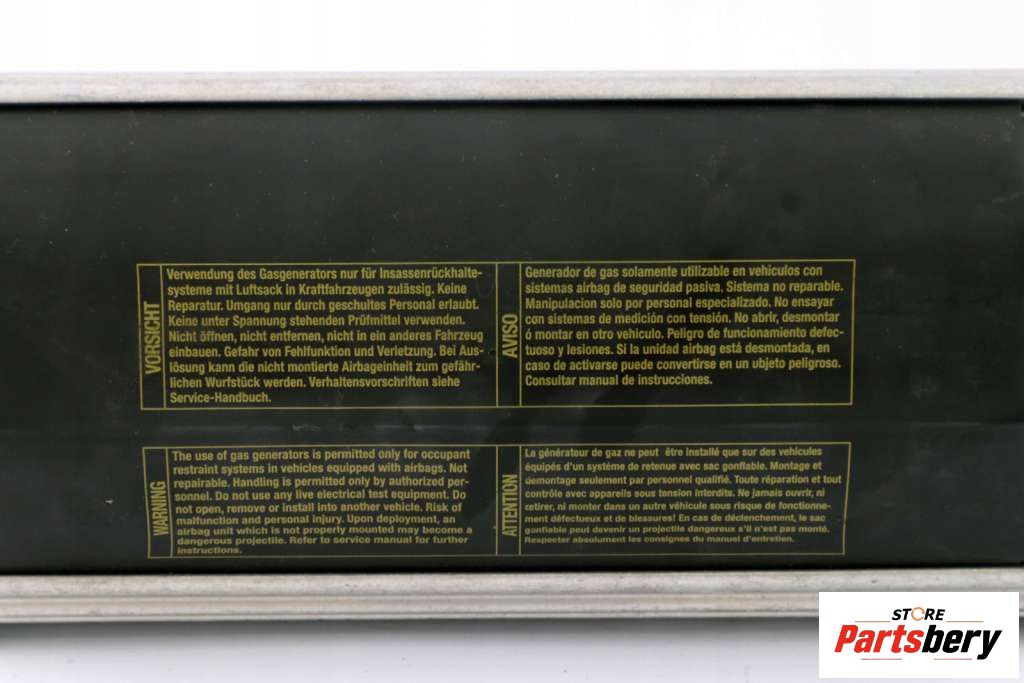 VORSICHT
Verwendung des Gasgenerators nur für Insassenrückhalte-
systeme mit Luftsack in Kraftfahrzeugen zulässig. Keine
Reparatur. Umgang nur durch geschultes Personal erlaubt.
Keine unter Spannung stehenden Prüfmittel verwenden.
Nicht öffnen, nicht entfernen, nicht in ein anderes Fahrzeug
einbauen. Gefahr von Fehlfunktion und Verletzung. Bei Aus-
lösung kann die nicht montierte Airbageinheit zum gefähr-
lichen Wurfstück werden. Verhaltensvorschriften siehe
Service-Handbuch.
AVISO
Generador de gas solamente utilizable en vehiculos con
sistemas airbag de seguridad pasiva. Sistema no reparable.
Manipulacion solo por personal especializado. No ensayar
con sistemas de medición con tensión. No abrir, desmontar
ó montar en otro vehiculo. Peligro de funcionamiento defec-
tuoso y lesiones. Si la unidad airbag está desmontada, en
caso de activarse puede convertirse en un objeto peligroso.
Consultar manual de instrucciones.
WARNING
The use of gas generators is permitted only for occupant
restraint systems in vehicles equipped with airbags. Not
repairable. Handling is permitted only by authorized per-
sonnel. Do not use any live electrical test equipment. Do
not open, remove or install into another vehicle. Risk of
malfunction and personal injury. Upon deployment, an
airbag unit which is not properly mounted may become a
dangerous projectile. Refer to service manual for further
instructions.
ATTENTION
Le générateur de gaz ne peut être installé que sur des vehicules
équipés d'un systéme de retenue avec sac gonflable. Montage et
démontage seulement par personnel qualifié. Toute réparation et tout
contrôle avec appareils sous tension interdits. Ne jamais ouvrir, ni
retirer, ni monter dans un autre véhicule sous risque de fonctionne-
ment défectueux et de blessures! En cas de déclenchement, le sac
gonflable peut devenir un projectile dangereux s'il n'est pas monté.
Respecter absolument les consignes du manuel d'entretien.
STORE
Partsbery